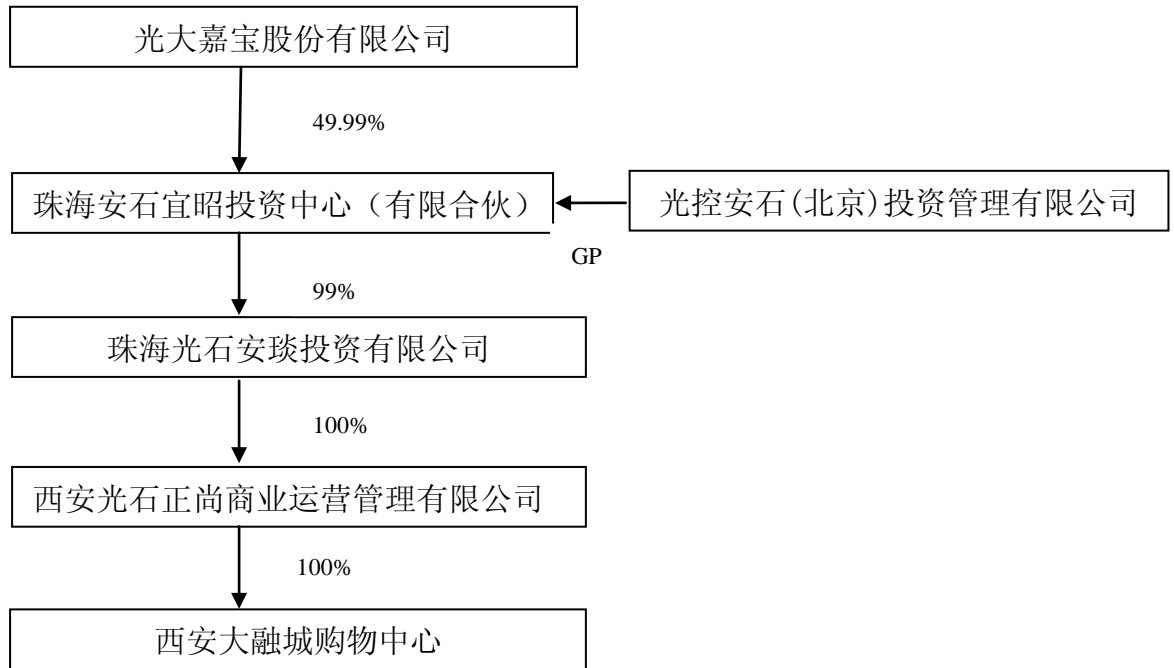 光大嘉宝股份有限公司
49.99%
珠海安石宜昭投资中心（有限合伙）
光控安石(北京)投资管理有限公司
GP
99%
珠海光石安琰投资有限公司
100%
西安光石正尚商业运营管理有限公司
100%
西安大融城购物中心